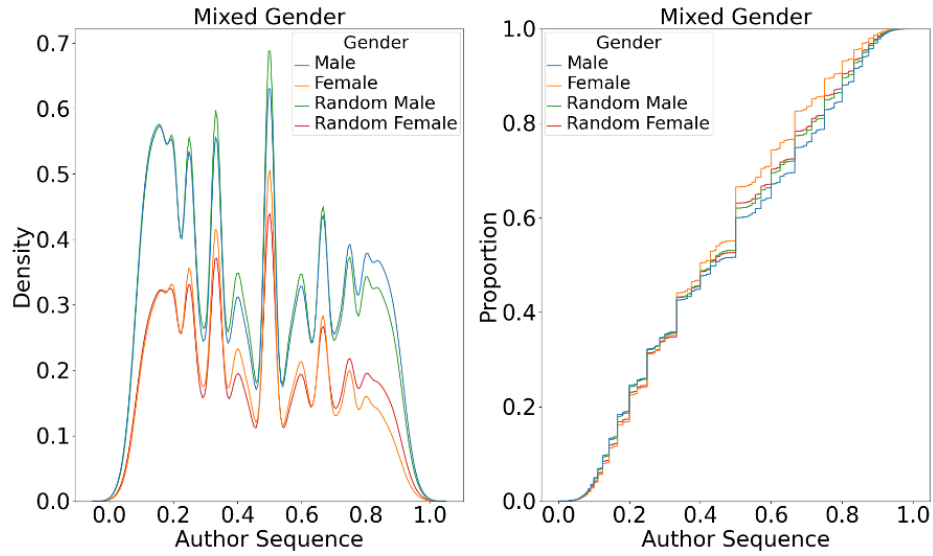 Mixed Gender
0.7
0.6
0.5
0.4
0.3
0.2
0.1
0.0
Density
Gender
Male
Female
Random Male
Random Female
0.0 0.2 0.4 0.6 0.8 1.0
Author Sequence
Mixed Gender
1.0
0.8
0.6
0.4
0.2
0.0
Proportion
Gender
Male
Female
Random Male
Random Female
0.0 0.2 0.4 0.6 0.8 1.0
Author Sequence